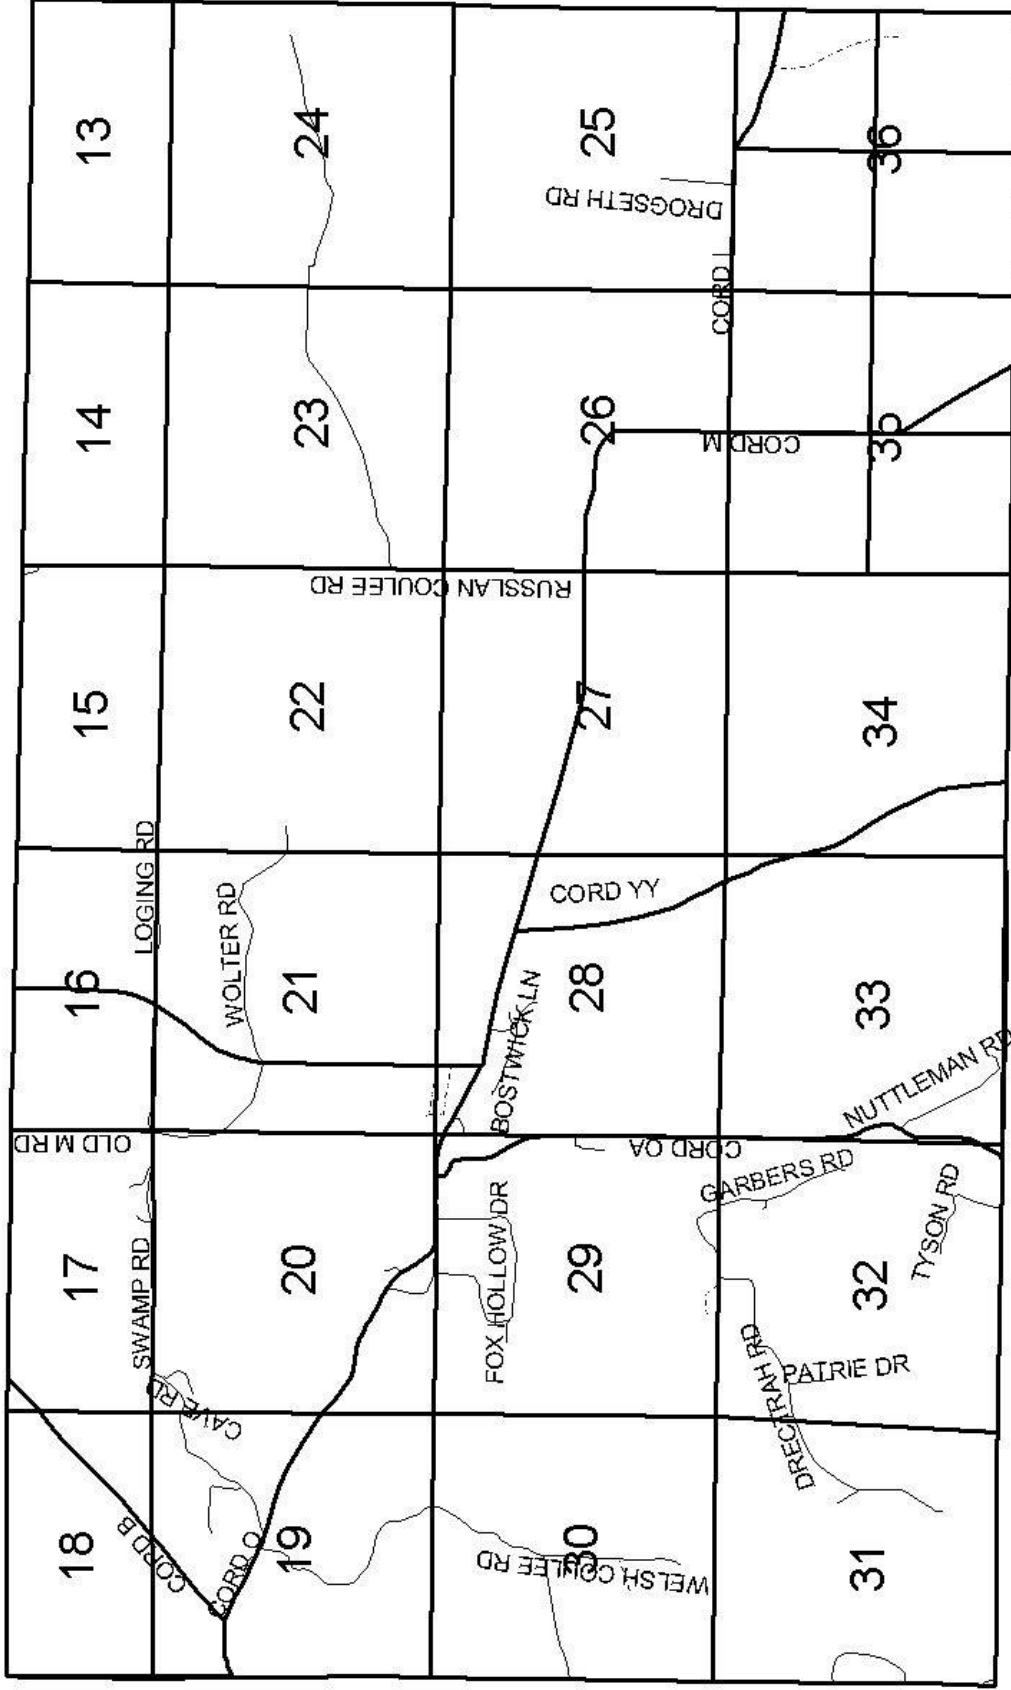 13
14
15
16
17
18
24
23
22
21
20
19
25
26
27
28
29
30
36
35
34
33
32
31
LOGING RD
WOLTER RD
OLD M RD
SWAMP RD
CAVE RD
CORD B
CORD O
RUSSLAN COULEE RD
DROGSETH RD
CORD I
CORD M
CORD YY
BOSTWICK LN
CORD OA
FOX HOLLOW DR
WELSH COULEE RD
NUTTLEMAN RD
GARBERS RD
TYSON RD
DRECTRAH RD
PATRIE DR